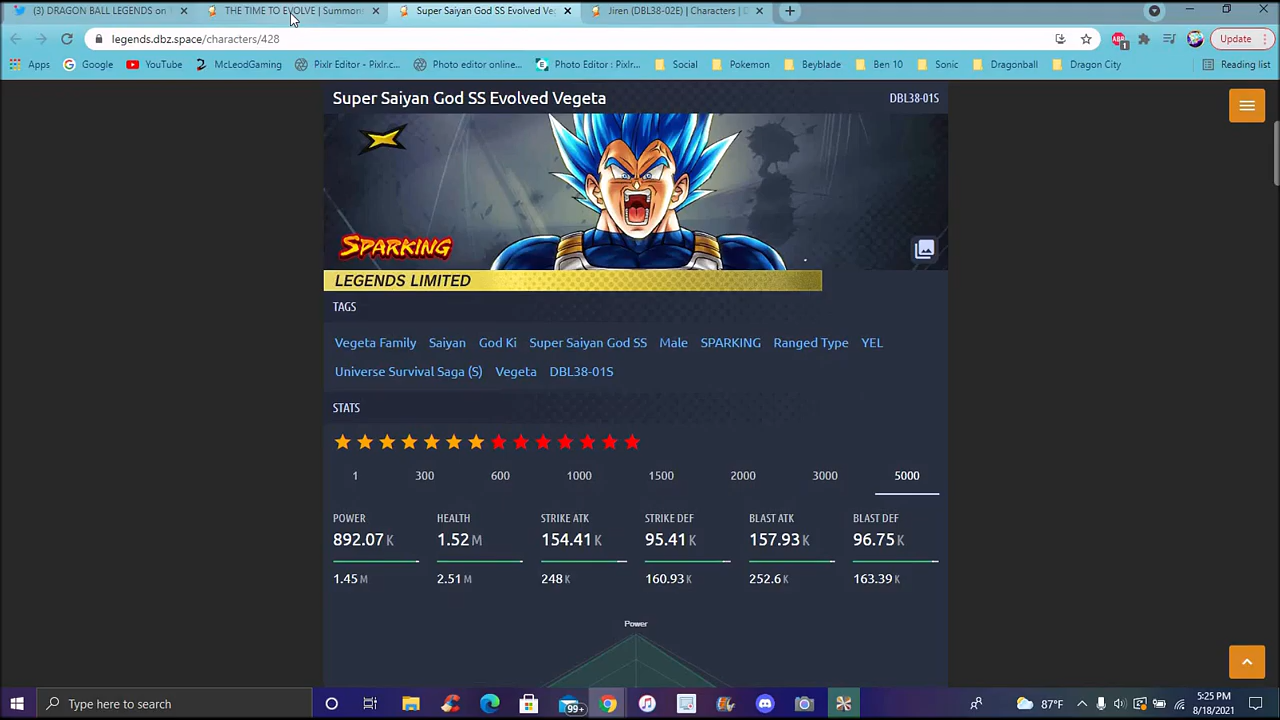 (3) DRAGON BALL LEGENDS on
THE TIME TO EVOLVE | Summon
Super Saiyan God SS Evolved Ve
Jiren (DBL38-02E) | Characters | D
legends.dbz.space/characters/428
Update
Apps
Google
YouTube
McLeodGaming
Pixlr Editor - Pixlr.c...
Photo editor online...
Photo Editor : Pixlr...
Social
Pokemon
Beyblade
Ben 10
Sonic
Dragonball
Dragon City
Reading list
Super Saiyan God SS Evolved Vegeta
DBL38-01S
SPARKING
LEGENDS LIMITED
TAGS
Vegeta Family Saiyan God Ki Super Saiyan God SS Male SPARKING Ranged Type YEL
Universe Survival Saga (S) Vegeta DBL38-01S
STATS
1 300 600 1000 1500 2000 3000 5000
POWER HEALTH STRIKE ATK STRIKE DEF BLAST ATK BLAST DEF
892.07 K 1.52 M 154.41 K 95.41 K 157.93 K 96.75 K
1.45 M 2.51 M 248 K 160.93 K 252.6 K 163.39 K
Power
Type here to search
99+
87°F
5:25 PM
8/18/2021